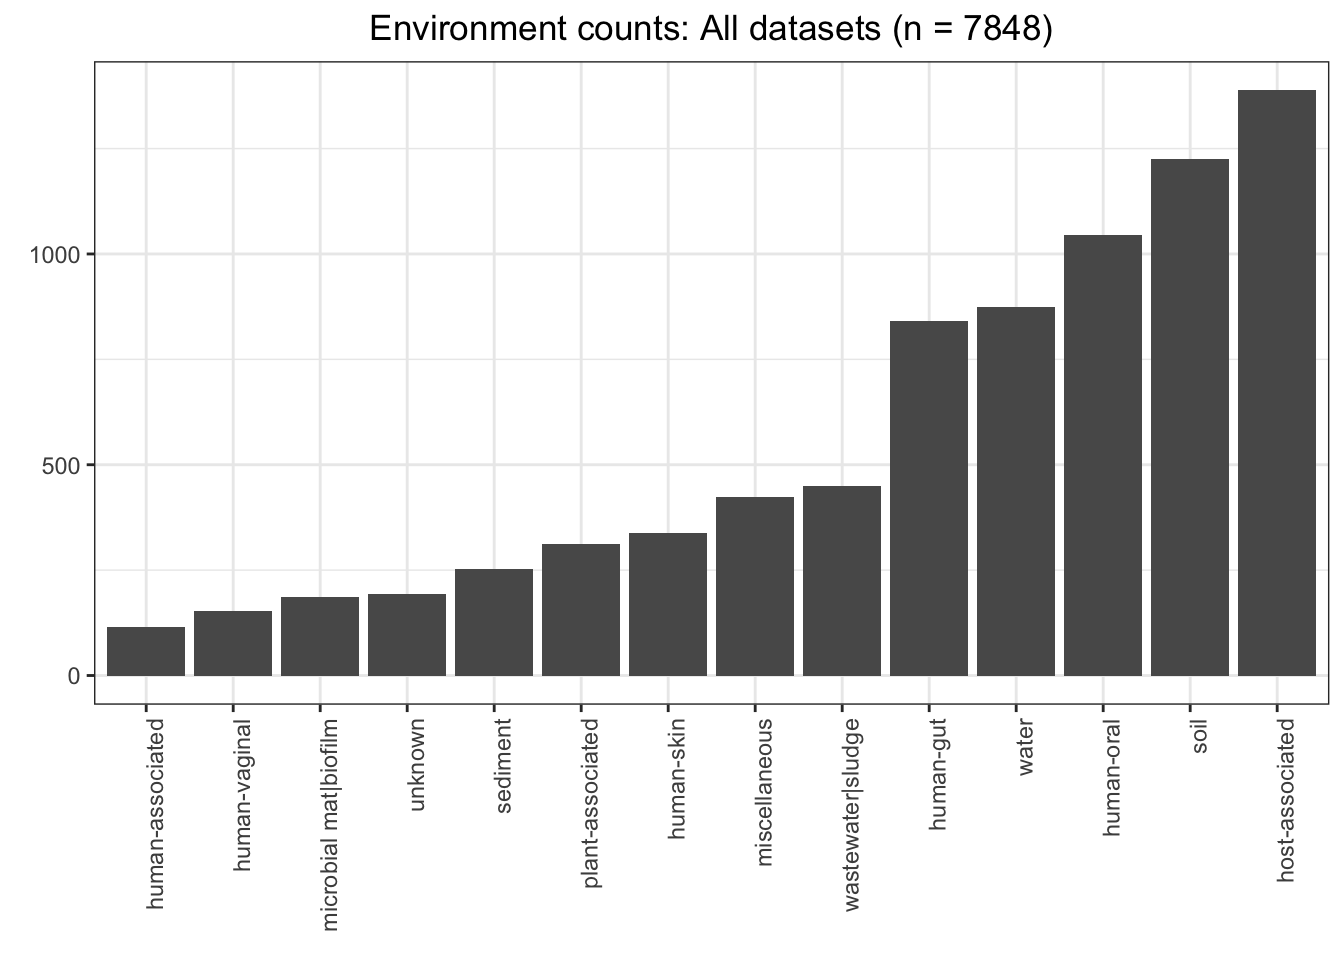 Environment counts: All datasets (n = 7848)
1000
500
0
human-associated
human-vaginal
microbial mat|biofilm
unknown
sediment
plant-associated
human-skin
miscellaneous
wastewater|sludge
human-gut
water
human-oral
soil
host-associated